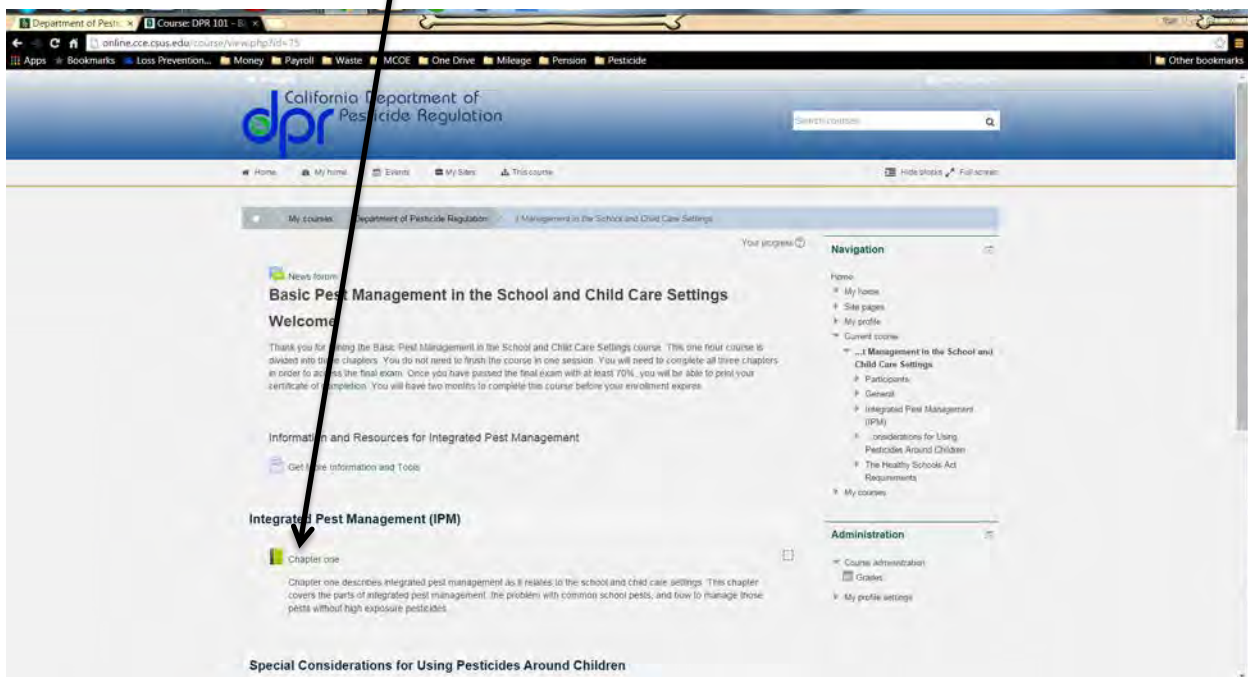 Department of Pesti
Course: DPR 101 - B
online.cce.csus.edu/course/view.php?id=75
Apps Bookmarks Loss Prevention... Money Payroll Waste MCOE One Drive Mileage Pension Pesticide Other bookmarks
California Department of
Pesticide Regulation
dpr
Search courses
Home My home Events My Sites This course Hide blocks Full screen
My courses Department of Pesticide Regulation t Management in the School and Child Care Settings
Your progress
News forum
Basic Pest Management in the School and Child Care Settings
Welcome
Thank you for joining the Basic Pest Management in the School and Child Care Settings course. This one hour course is
divided into three chapters. You do not need to finish the course in one session. You will need to complete all three chapters
in order to access the final exam. Once you have passed the final exam with at least 70%, you will be able to print your
certificate of completion. You will have two months to complete this course before your enrollment expires.
Information and Resources for Integrated Pest Management
Get More Information and Tools
Integrated Pest Management (IPM)
Chapter one
Chapter one describes integrated pest management as it relates to the school and child care settings. This chapter
covers the parts of integrated pest management, the problem with common school pests, and how to manage those
pests without high exposure pesticides.
Special Considerations for Using Pesticides Around Children
Navigation
Home
My home
Site pages
My profile
Current course
...t Management in the School and
Child Care Settings
Participants
General
Integrated Pest Management
(IPM)
...onsiderations for Using
Pesticides Around Children
The Healthy Schools Act
Requirements
My courses
Administration
Course administration
Grades
My profile settings